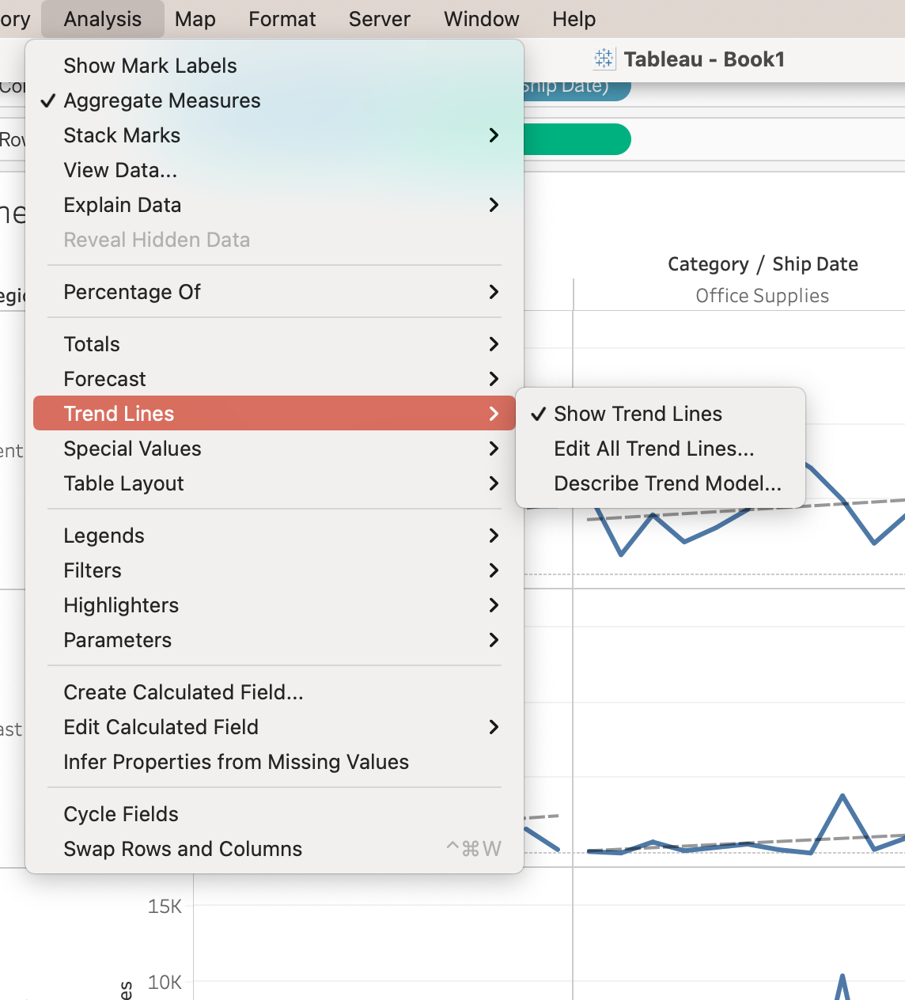 ory Analysis Map Format Server Window Help
Tableau - Book1
Show Mark Labels
Aggregate Measures
Stack Marks
View Data...
Explain Data
Reveal Hidden Data
Percentage Of
Totals
Forecast
Trend Lines
Special Values
Table Layout
Legends
Filters
Highlighters
Parameters
Create Calculated Field...
Edit Calculated Field
Infer Properties from Missing Values
Cycle Fields
Swap Rows and Columns ^⌘W
Show Trend Lines
Edit All Trend Lines...
Describe Trend Model...
Ship Date)
Category / Ship Date
Office Supplies
15K
10K